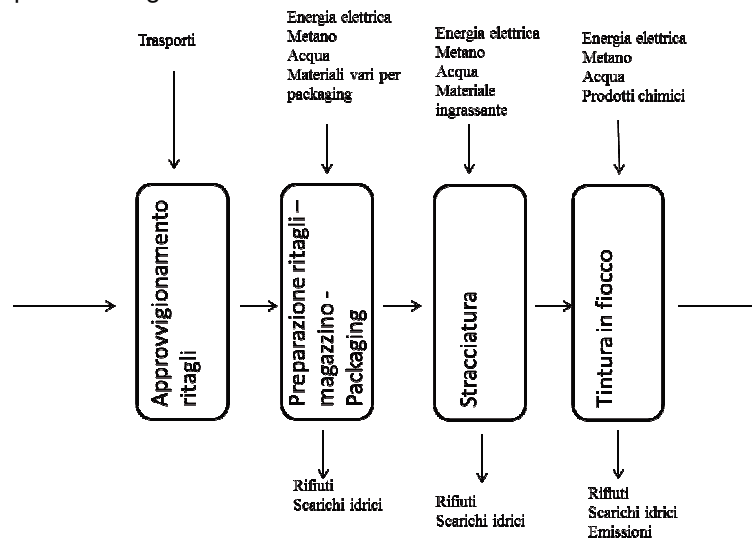 Trasporti
Energia elettrica
Metano
Acqua
Materiali vari per
packaging
Energia elettrica
Metano
Acqua
Materiale
ingrassante
Energia elettrica
Metano
Acqua
Prodotti chimici
Approvvigionamento
ritagli
Preparazione ritagli –
magazzino -
Packaging
Stracciatura
Tintura in fiocco
Rifiuti
Scarichi idrici
Rifiuti
Scarichi idrici
Rifiuti
Scarichi idrici
Emissioni